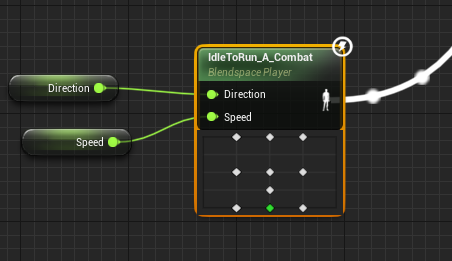 IdleToRun_A_Combat
Blendspace Player
Direction
Direction
Speed
Speed